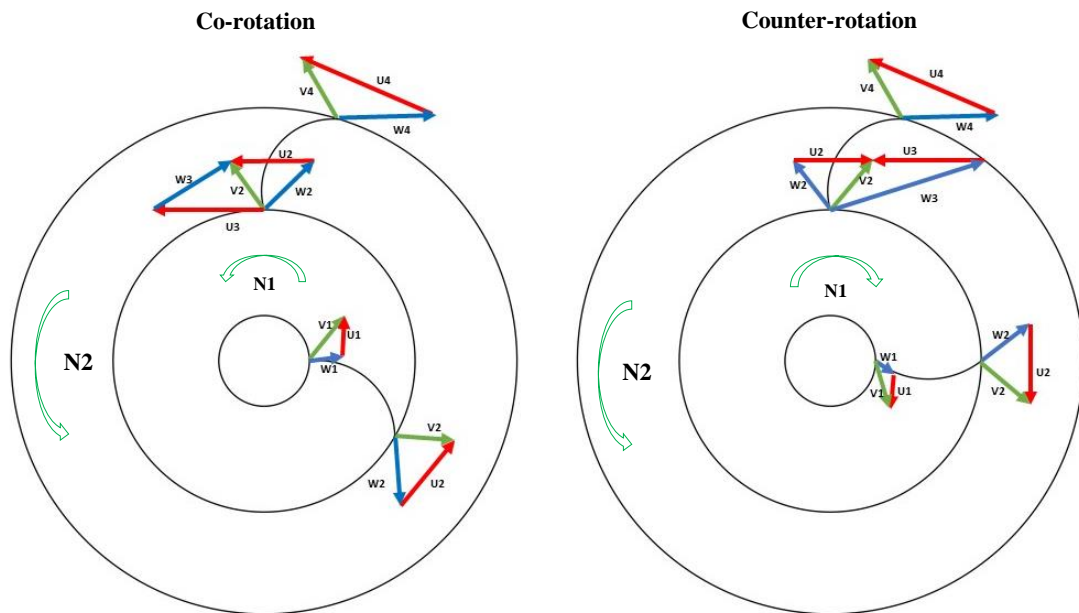 Co-rotation
U4
V4
W4
U2
W3
V2
W2
U3
N1
V1
U1
W1
N2
V2
W2
U2
Counter-rotation
U4
V4
W4
U2
U3
W2
V2
W3
N1
W2
W1
U2
N2
V1
U1
V2